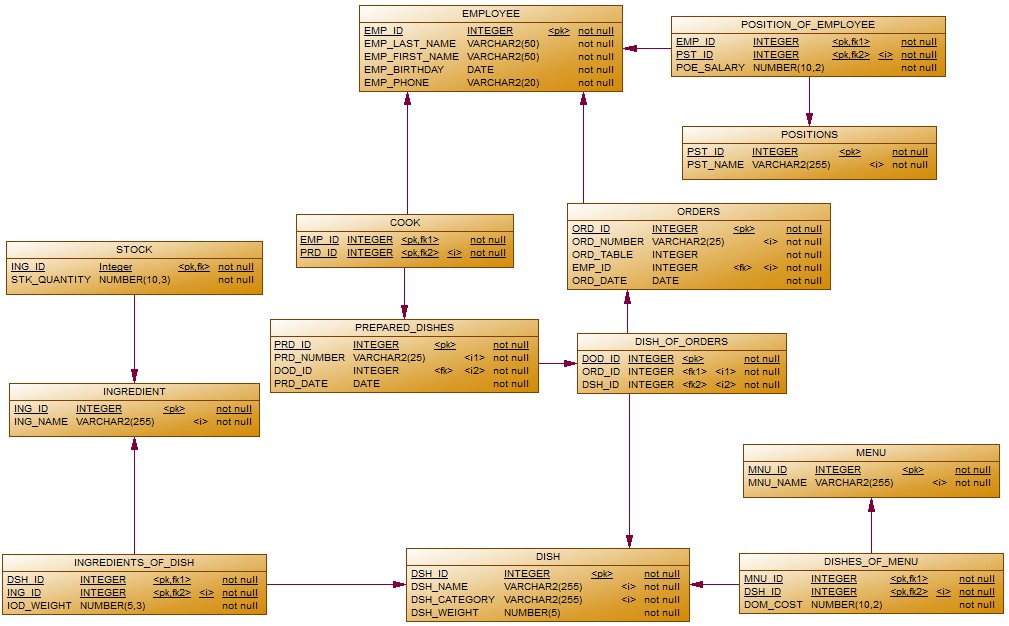 EMPLOYEE
EMP_ID INTEGER <pk> not null
EMP_LAST_NAME VARCHAR2(50) not null
EMP_FIRST_NAME VARCHAR2(50) not null
EMP_BIRTHDAY DATE not null
EMP_PHONE VARCHAR2(20) not null
POSITION_OF_EMPLOYEE
EMP_ID INTEGER <pk,fk1> not null
PST_ID INTEGER <pk,fk2> <i> not null
POE_SALARY NUMBER(10,2) not null
POSITIONS
PST_ID INTEGER <pk> not null
PST_NAME VARCHAR2(255) <i> not null
COOK
EMP_ID INTEGER <pk,fk1> not null
PRD_ID INTEGER <pk,fk2> <i> not null
ORDERS
ORD_ID INTEGER <pk> not null
ORD_NUMBER VARCHAR2(25) <i> not null
ORD_TABLE INTEGER not null
EMP_ID INTEGER <fk> <i> not null
ORD_DATE DATE not null
STOCK
ING_ID Integer <pk,fk> not null
STK_QUANTITY NUMBER(10,3) not null
PREPARED_DISHES
PRD_ID INTEGER <pk> not null
PRD_NUMBER VARCHAR2(25) <i1> not null
DOD_ID INTEGER <fk> <i2> not null
PRD_DATE DATE not null
DISH_OF_ORDERS
DOD_ID INTEGER <pk> not null
ORD_ID INTEGER <fk1> <i1> not null
DSH_ID INTEGER <fk2> <i2> not null
INGREDIENT
ING_ID INTEGER <pk> not null
ING_NAME VARCHAR2(255) <i> not null
MENU
MNU_ID INTEGER <pk> not null
MNU_NAME VARCHAR2(255) <i> not null
INGREDIENTS_OF_DISH
DSH_ID INTEGER <pk,fk1> not null
ING_ID INTEGER <pk,fk2> <i> not null
IOD_WEIGHT NUMBER(5,3) not null
DISH
DSH_ID INTEGER <pk> not null
DSH_NAME VARCHAR2(255) <i> not null
DSH_CATEGORY VARCHAR2(255) <i> not null
DSH_WEIGHT NUMBER(5) not null
DISHES_OF_MENU
MNU_ID INTEGER <pk,fk1> not null
DSH_ID INTEGER <pk,fk2> <i> not null
DOM_COST NUMBER(10,2) not null